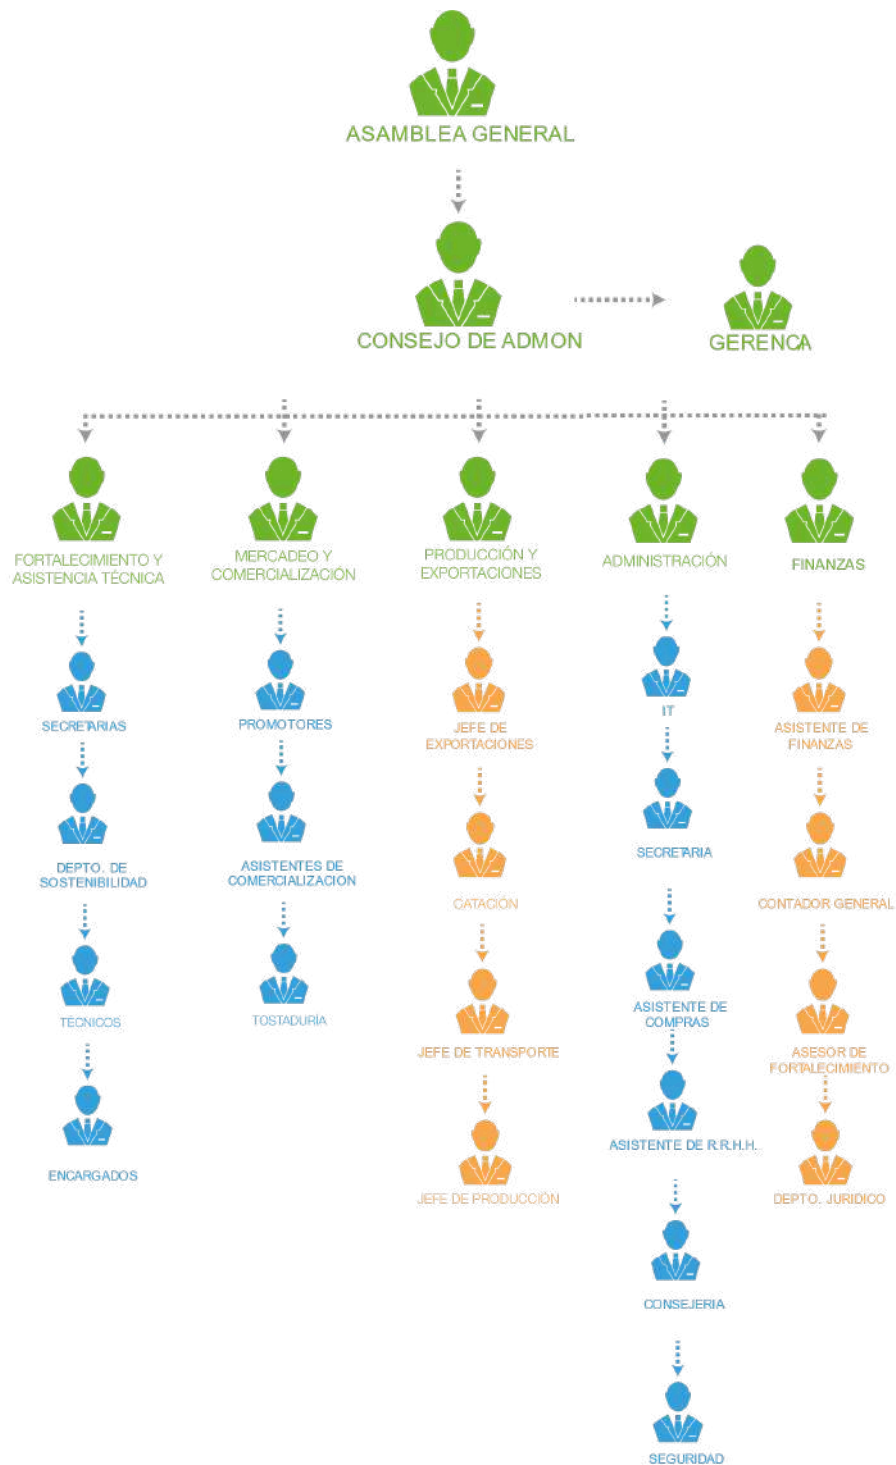 ASAMBLEA GENERAL
CONSEJO DE ADMON
GERENCA
FORTALECIMIENTO Y
ASISTENCIA TÉCNICA
MERCADEO Y
COMERCIALIZACIÓN
PRODUCCIÓN Y
EXPORTACIONES
ADMINISTRACIÓN
FINANZAS
SECRETARIAS
DEPTO. DE
SOSTENIBILIDAD
TÉCNICOS
ENCARGADOS
PROMOTORES
ASISTENTES DE
COMERCIALIZACION
TOSTADURÍA
JEFE DE
EXPORTACIONES
CATACIÓN
JEFE DE TRANSPORTE
JEFE DE PRODUCCIÓN
IT
SECRETARIA
ASISTENTE DE
COMPRAS
ASISTENTE DE R.R.H.H.
CONSEJERIA
SEGURIDAD
ASISTENTE DE
FINANZAS
CONTADOR GENERAL
ASESOR DE
FORTALECIMIENTO
DEPTO. JURIDICO